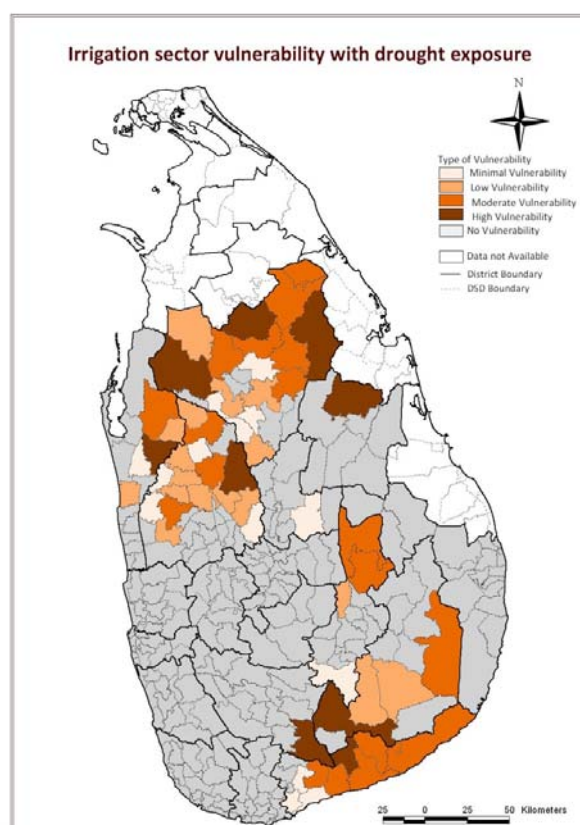 Irrigation sector vulnerability with drought exposure
N
Type of Vulnerability
Minimal Vulnerability
Low Vulnerability
Moderate Vulnerability
High Vulnerability
No Vulnerability
Data not Available
District Boundary
DSD Boundary
25 0 25 50 Kilometers